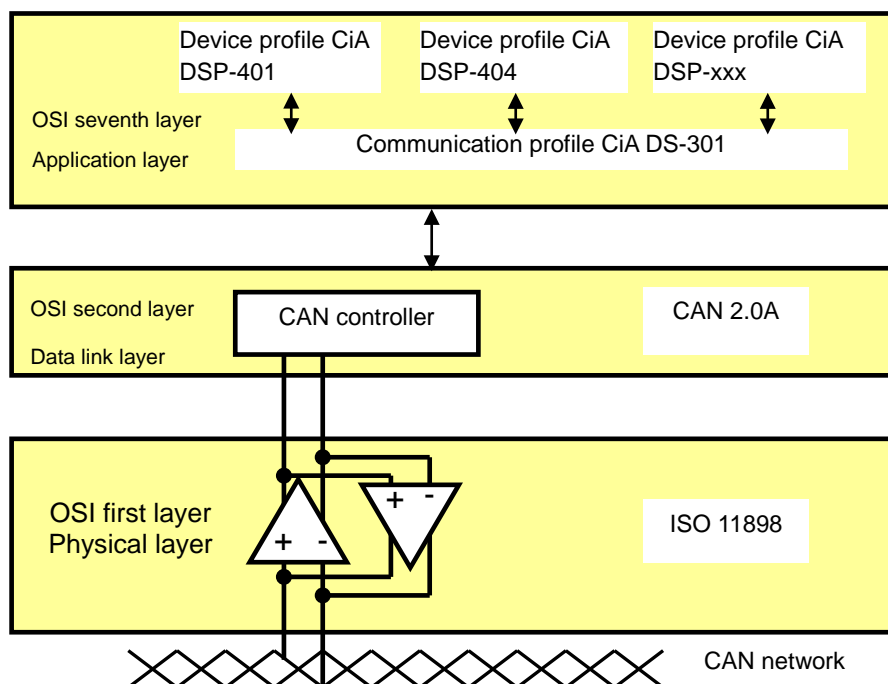 Device profile CiA
DSP-401
Device profile CiA
DSP-404
Device profile CiA
DSP-xxx
OSI seventh layer
Application layer
Communication profile CiA DS-301
OSI second layer
Data link layer
CAN controller
CAN 2.0A
OSI first layer
Physical layer
+ -
+ -
ISO 11898
CAN network